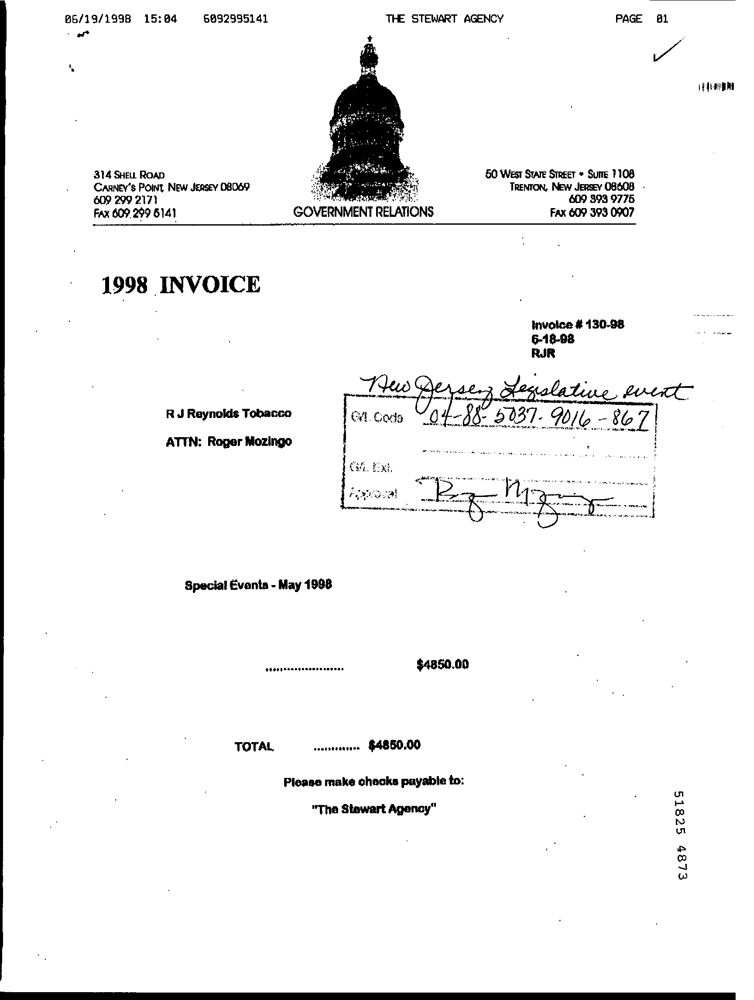 06/19/1998 15:04 6092995141 THE STEWART AGENCY PAGE 01
314 SHELL ROAD
CARNEY'S POINT, NEW JERSEY 08069
609 299 2171
FAX 609 299 5141
GOVERNMENT RELATIONS
50 WEST STATE STREET • SUITE 1108
TRENTON, NEW JERSEY 08608
609 393 9775
FAX 609 393 0907
1998 INVOICE
Invoice # 130-98
6-18-98
RJR
New Jersey Legislative event
R J Reynolds Tobacco
ATTN: Roger Mozingo
G/L Code 04-88-5037-9016-867
G/L Ext.
Approval
Special Events - May 1998
...................... $4850.00
TOTAL ............. $4850.00
Please make checks payable to:
"The Stewart Agency"
51825 4873